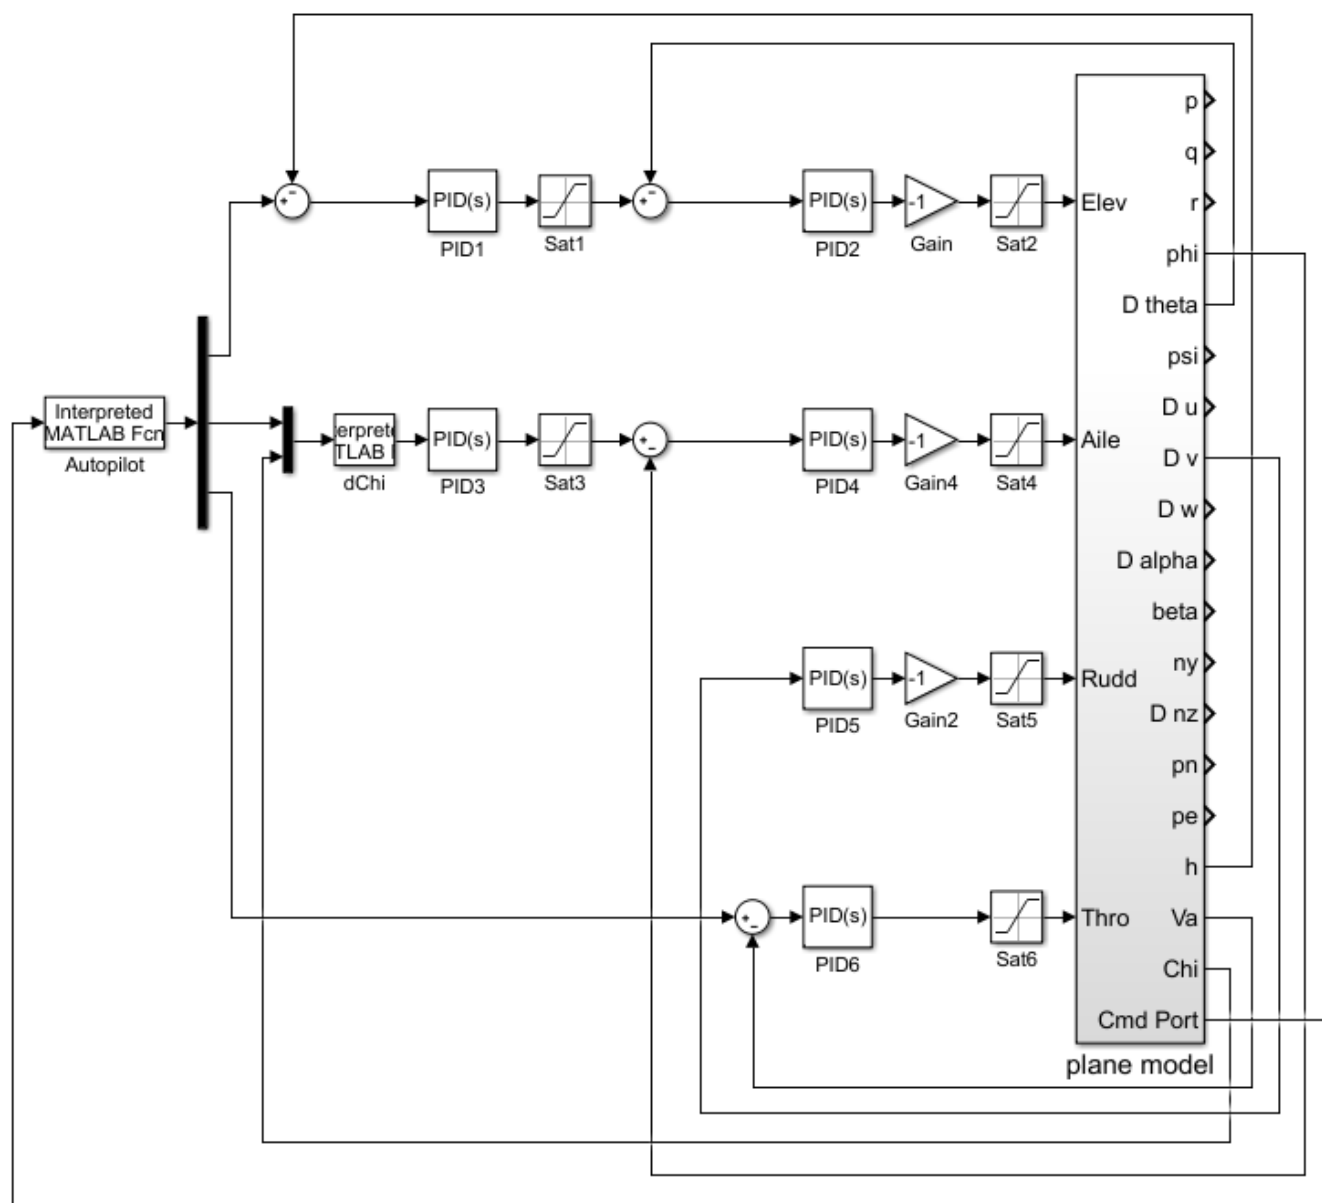 p
q
r
phi
D theta
psi
D u
D v
D w
D alpha
beta
ny
D nz
pn
pe
h
Va
Chi
Cmd Port
Elev
Aile
Rudd
Thro
plane model
PID(s)
PID1
Sat1
PID(s)
PID2
-1
Gain
Sat2
Interpreted
MATLAB Fcn
Autopilot
erprete
TLAB
dChi
PID(s)
PID3
Sat3
PID(s)
PID4
-1
Gain4
Sat4
PID(s)
PID5
-1
Gain2
Sat5
PID(s)
PID6
Sat6